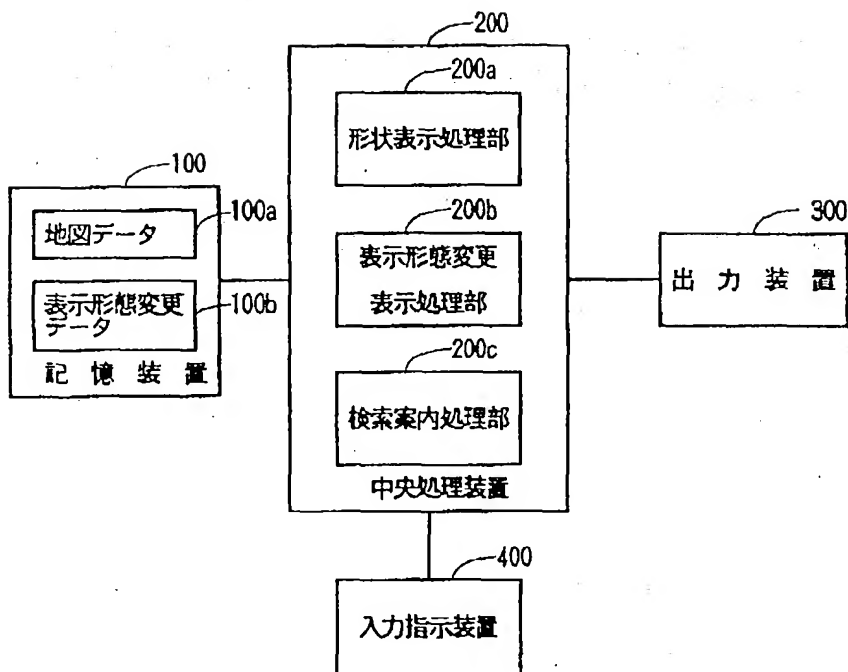 200
200a
形状表示処理部
100
100a
地図データ
200b
300
表示形態変更
表示処理部
出力装置
表示形態変更
データ
100b
記憶装置
200c
検索案内処理部
中央処理装置
400
入力指示装置